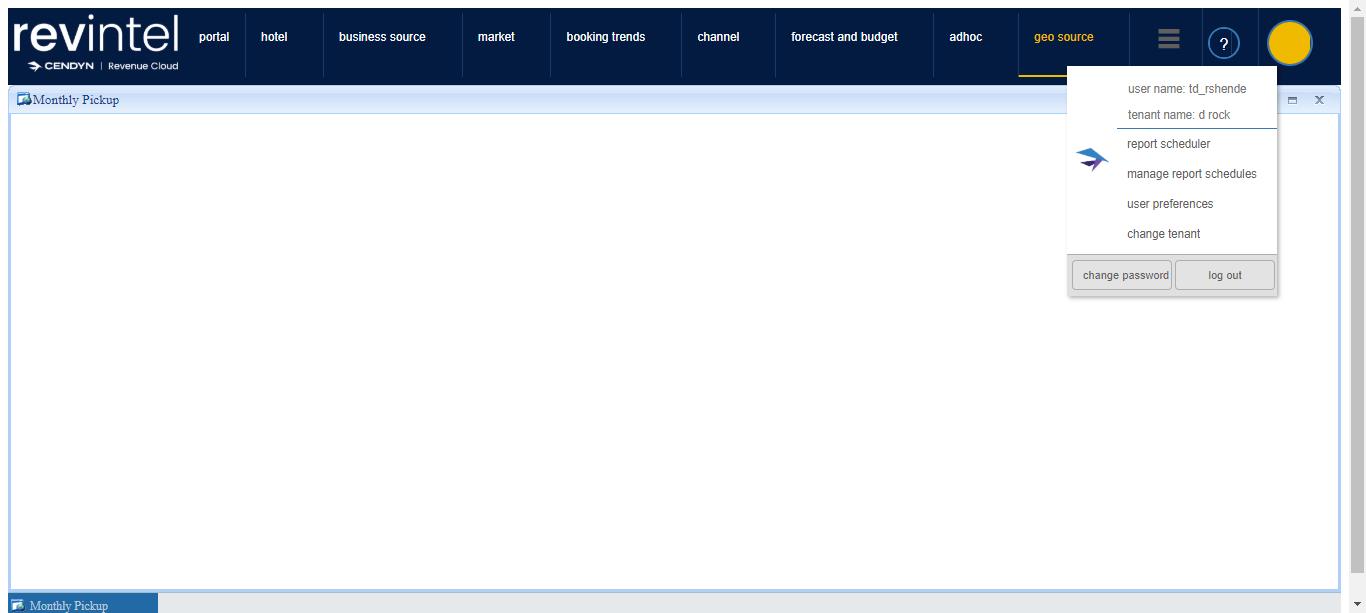 revintel
CENDYN | Revenue Cloud
portal
hotel
business source
market
booking trends
channel
forecast and budget
adhoc
geo source
?
Monthly Pickup
user name: td_rshende
tenant name: d rock
report scheduler
manage report schedules
user preferences
change tenant
change password
log out
Monthly Pickup